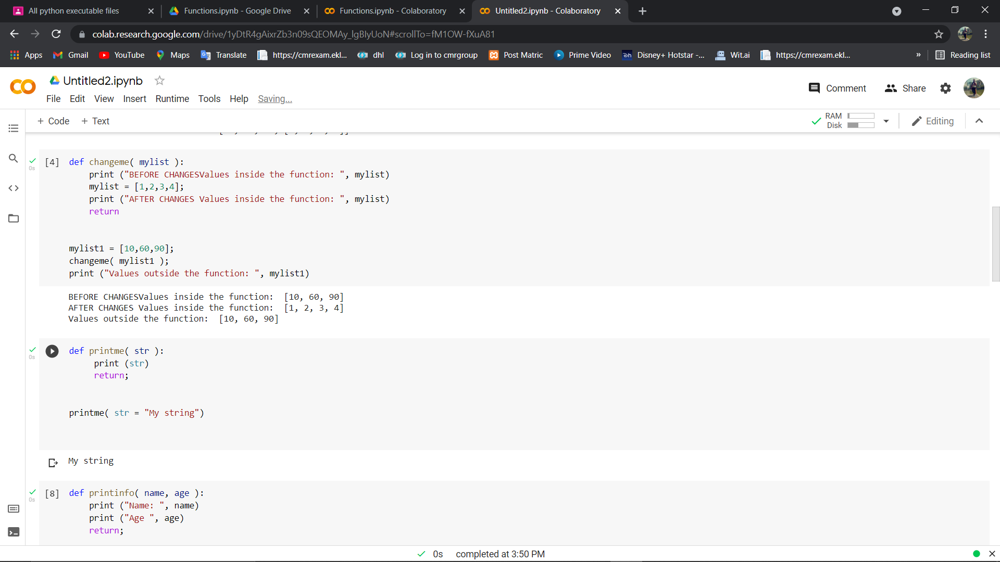 All python executable files
Functions.ipynb - Google Drive
Functions.ipynb - Colaboratory
Untitled2.ipynb - Colaboratory
colab.research.google.com/drive/1yDtR4gAixrZb3n09sQEOMAy_lgBlyUoN#scrollTo=fM1OW-fXuA81
Apps
Gmail
YouTube
Maps
Translate
https://cmrexam.ekl...
dhl
Log in to cmrgroup
Post Matric
Prime Video
Disney+ Hotstar -...
Wit.ai
https://cmrexam.ekl...
»
Reading list
Untitled2.ipynb
Comment
Share
File Edit View Insert Runtime Tools Help Saving...
+ Code + Text
RAM
Disk
Editing
[4] def changeme( mylist ):
0s
print ("BEFORE CHANGESValues inside the function: ", mylist)
mylist = [1,2,3,4];
print ("AFTER CHANGES Values inside the function: ", mylist)
return
mylist1 = [10,60,90];
changeme( mylist1 );
print ("Values outside the function: ", mylist1)
BEFORE CHANGESValues inside the function:  [10, 60, 90]
AFTER CHANGES Values inside the function:  [1, 2, 3, 4]
Values outside the function:  [10, 60, 90]
def printme( str ):
0s
print (str)
return;
printme( str = "My string")
My string
[8] def printinfo( name, age ):
0s
print ("Name: ", name)
print ("Age ", age)
return;
0s completed at 3:50 PM